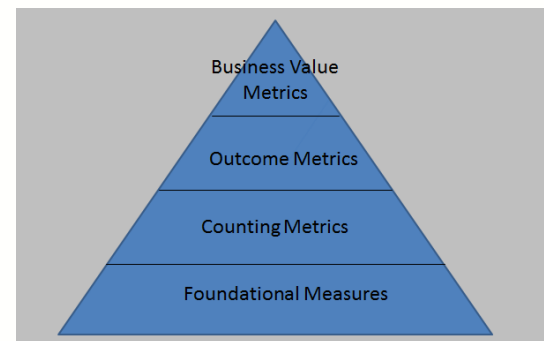 Business Value
Metrics
Outcome Metrics
Counting Metrics
Foundational Measures